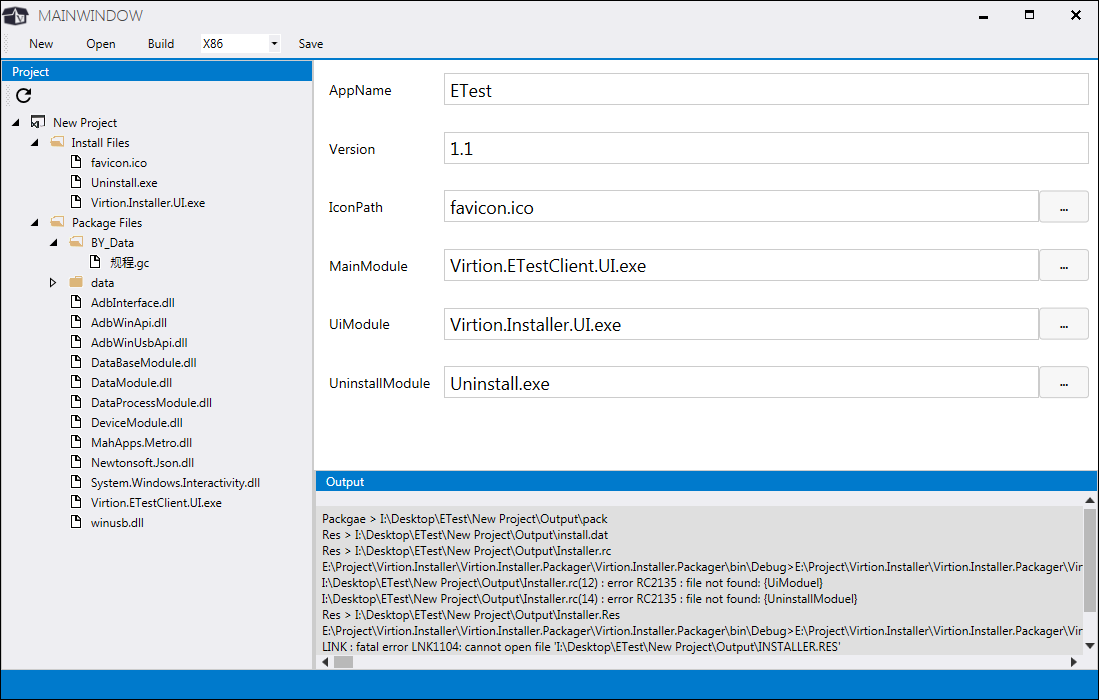 MAINWINDOW
New Open Build X86 Save
Project
New Project
Install Files
favicon.ico
Uninstall.exe
Virtion.Installer.UI.exe
Package Files
BY_Data
规程.gc
data
AdbInterface.dll
AdbWinApi.dll
AdbWinUsbApi.dll
DataBaseModule.dll
DataModule.dll
DataProcessModule.dll
DeviceModule.dll
MahApps.Metro.dll
Newtonsoft.Json.dll
System.Windows.Interactivity.dll
Virtion.ETestClient.UI.exe
winusb.dll
AppName ETest
Version 1.1
IconPath favicon.ico ...
MainModule Virtion.ETestClient.UI.exe ...
UiModule Virtion.Installer.UI.exe ...
UninstallModule Uninstall.exe ...
Output
Packgae > I:\Desktop\ETest\New Project\Output\pack
Res > I:\Desktop\ETest\New Project\Output\install.dat
Res > I:\Desktop\ETest\New Project\Output\Installer.rc
E:\Project\Virtion.Installer\Virtion.Installer.Packager\Virtion.Installer.Packager\bin\Debug>E:\Project\Virtion.Installer\Virtion.Installer.Packager\Vir
I:\Desktop\ETest\New Project\Output\Installer.rc(12) : error RC2135 : file not found: {UiModuel}
I:\Desktop\ETest\New Project\Output\Installer.rc(14) : error RC2135 : file not found: {UninstallModuel}
Res > I:\Desktop\ETest\New Project\Output\Installer.Res
E:\Project\Virtion.Installer\Virtion.Installer.Packager\Virtion.Installer.Packager\bin\Debug>E:\Project\Virtion.Installer\Virtion.Installer.Packager\Vir
LINK : fatal error LNK1104: cannot open file 'I:\Desktop\ETest\New Project\Output\INSTALLER.RES'